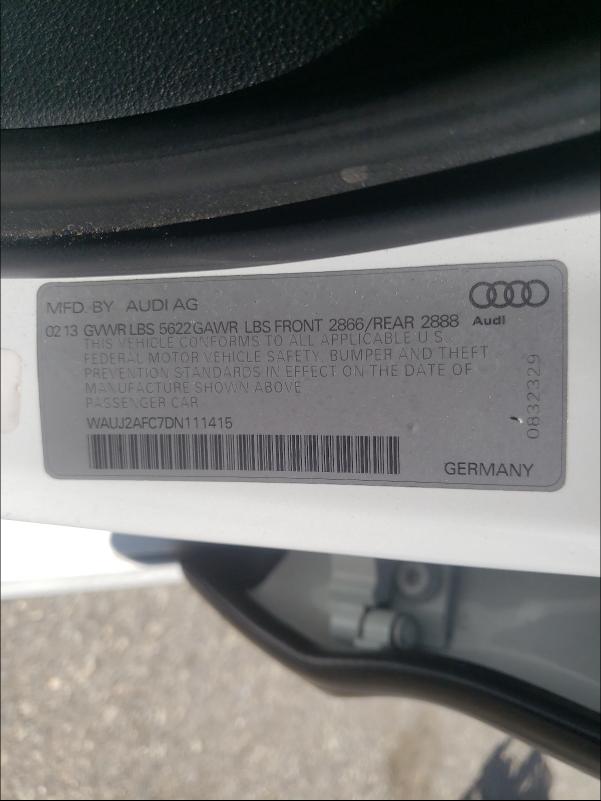 MFD. BY AUDI AG
02 13 GVWR LBS 5622 GAWR LBS FRONT 2866/REAR 2888
Audi
THIS VEHICLE CONFORMS TO ALL APPLICABLE U.S.
FEDERAL MOTOR VEHICLE SAFETY, BUMPER AND THEFT
PREVENTION STANDARDS IN EFFECT ON THE DATE OF
MANUFACTURE SHOWN ABOVE
PASSENGER CAR
WAUJ2AFC7DN111415
GERMANY
0832329